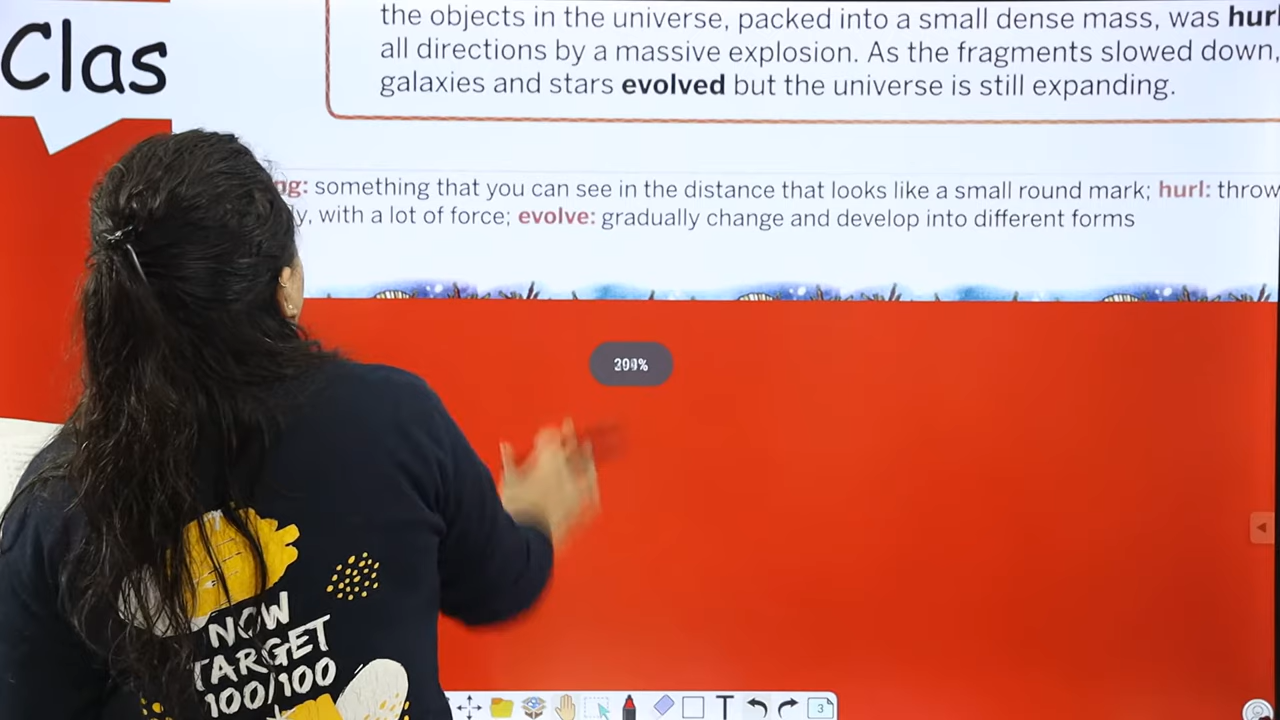 Clas
the objects in the universe, packed into a small dense mass, was hurl
all directions by a massive explosion. As the fragments slowed down,
galaxies and stars evolved but the universe is still expanding.
ng: something that you can see in the distance that looks like a small round mark; hurl: throw
y, with a lot of force; evolve: gradually change and develop into different forms
NOW
TARGET
100/100
T
3